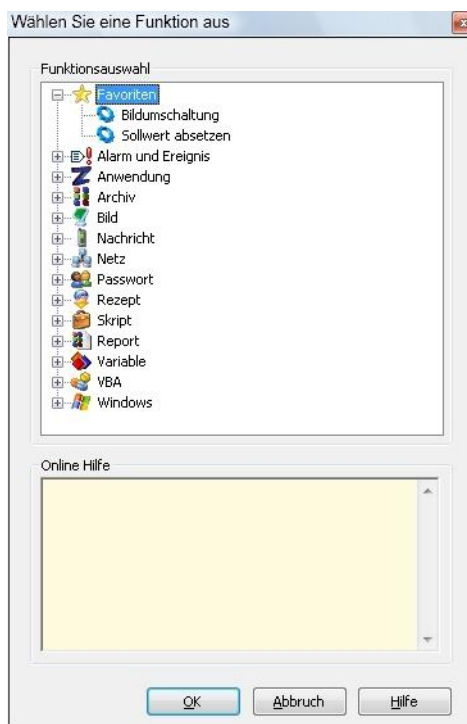 Wählen Sie eine Funktion aus
Funktionsauswahl
Favoriten
Bildumschaltung
Sollwert absetzen
Alarm und Ereignis
Anwendung
Archiv
Bild
Nachricht
Netz
Passwort
Rezept
Skript
Report
Variable
VBA
Windows
Online Hilfe
OK Abbruch Hilfe